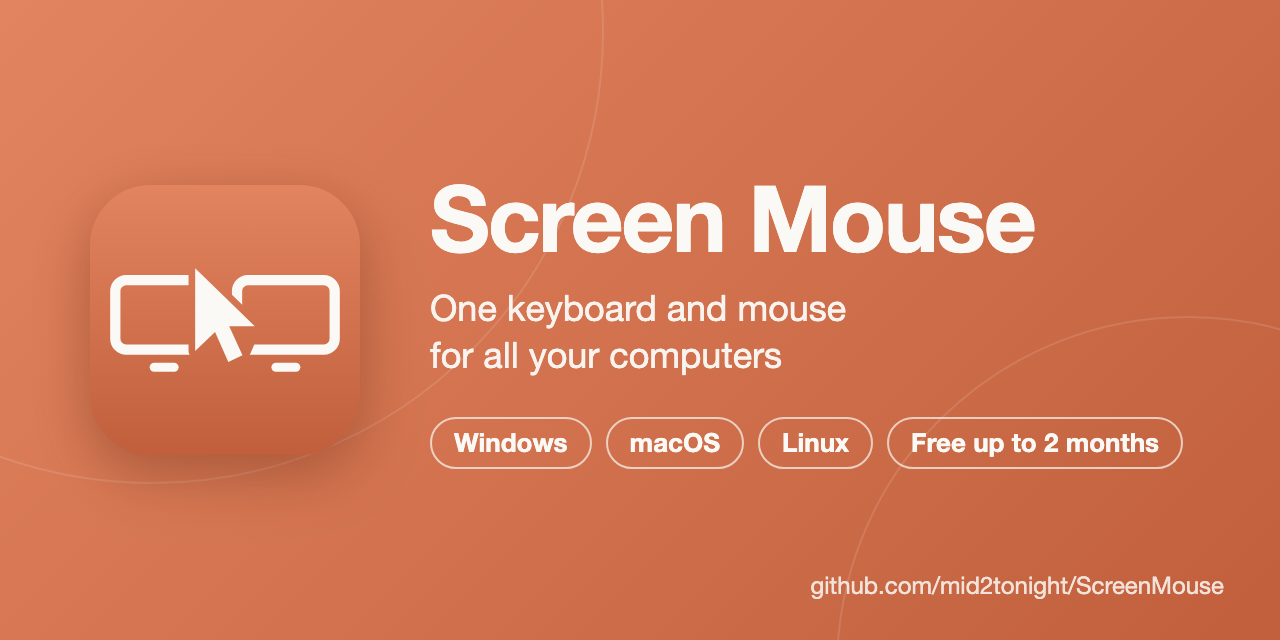 Screen Mouse
One keyboard and mouse
for all your computers
Windows macOS Linux Free up to 2 months
github.com/mid2tonight/ScreenMouse